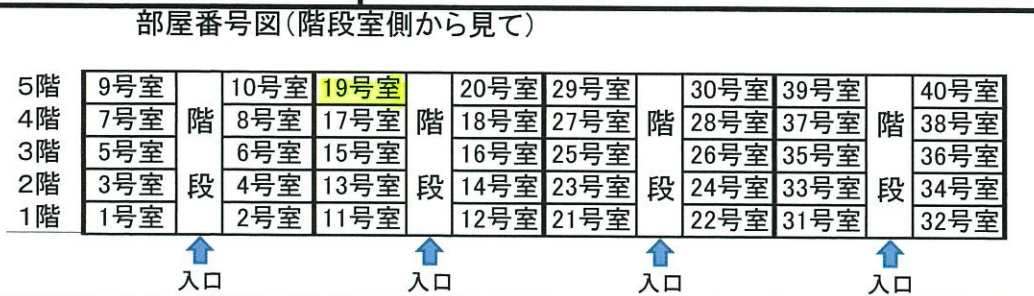 部屋番号図(階段室側から見て)
5階 9号室 10号室 19号室 20号室 29号室 30号室 39号室 40号室
4階 7号室 階 8号室 17号室 階 18号室 27号室 階 28号室 37号室 階 38号室
3階 5号室 6号室 15号室 16号室 25号室 26号室 35号室 36号室
2階 3号室 段 4号室 13号室 段 14号室 23号室 段 24号室 33号室 段 34号室
1階 1号室 2号室 11号室 12号室 21号室 22号室 31号室 32号室
入口 入口 入口 入口